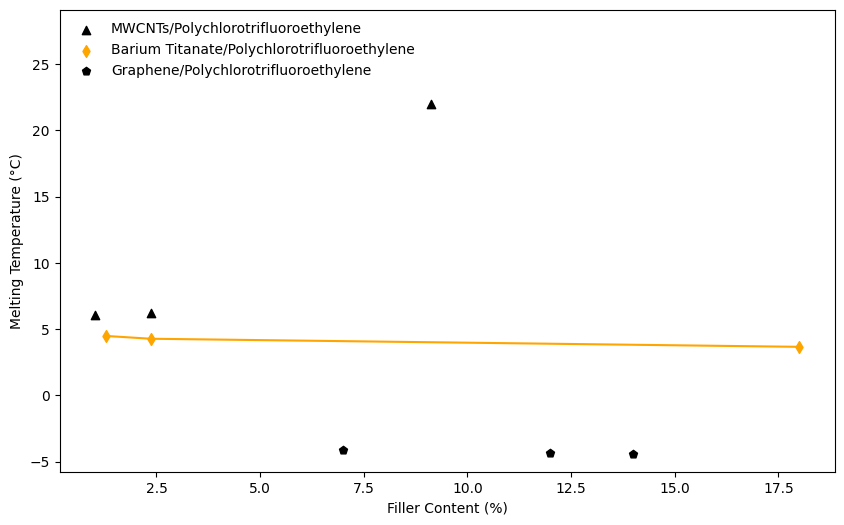 MWCNTs/Polychlorotrifluoroethylene
Barium Titanate/Polychlorotrifluoroethylene
Graphene/Polychlorotrifluoroethylene
Melting Temperature (°C)
25
20
15
10
5
0
−5
2.5
5.0
7.5
10.0
12.5
15.0
17.5
Filler Content (%)